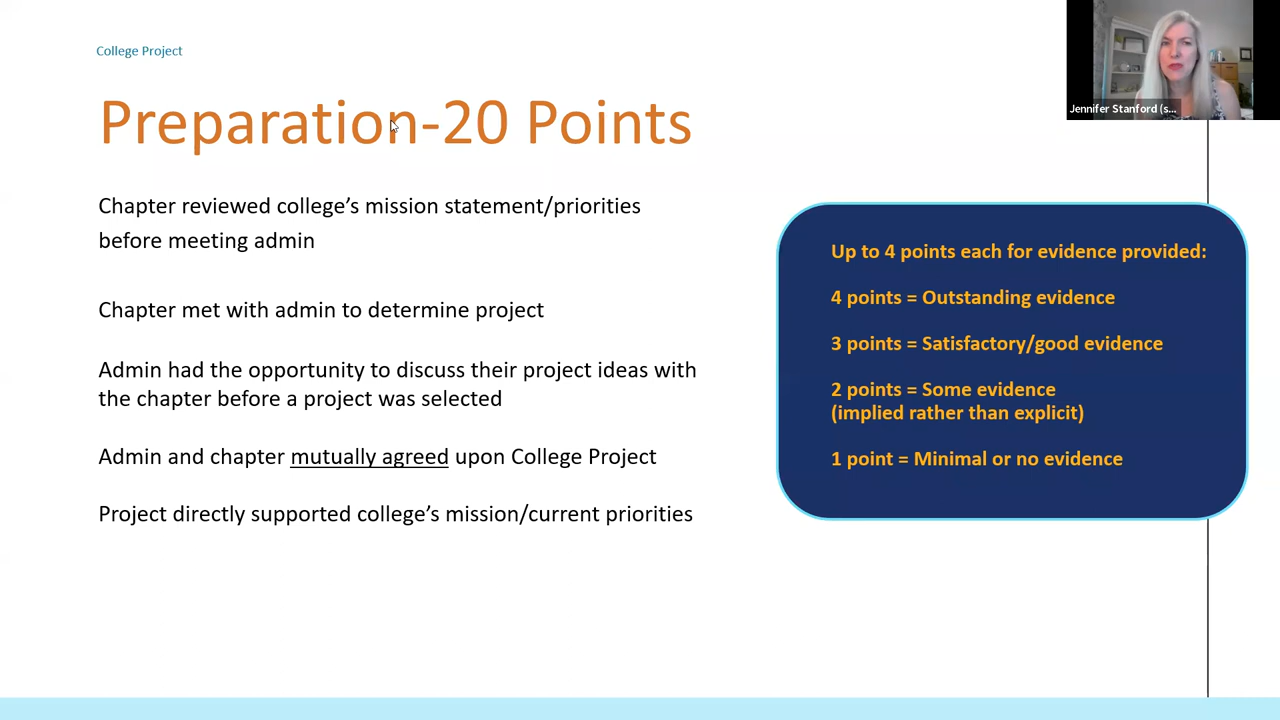 College Project
Preparation-20 Points
Chapter reviewed college's mission statement/priorities
before meeting admin
Chapter met with admin to determine project
Admin had the opportunity to discuss their project ideas with
the chapter before a project was selected
Admin and chapter mutually agreed upon College Project
Project directly supported college's mission/current priorities
Up to 4 points each for evidence provided:
4 points = Outstanding evidence
3 points = Satisfactory/good evidence
2 points = Some evidence
(implied rather than explicit)
1 point = Minimal or no evidence
Jennifer Stanford (s...